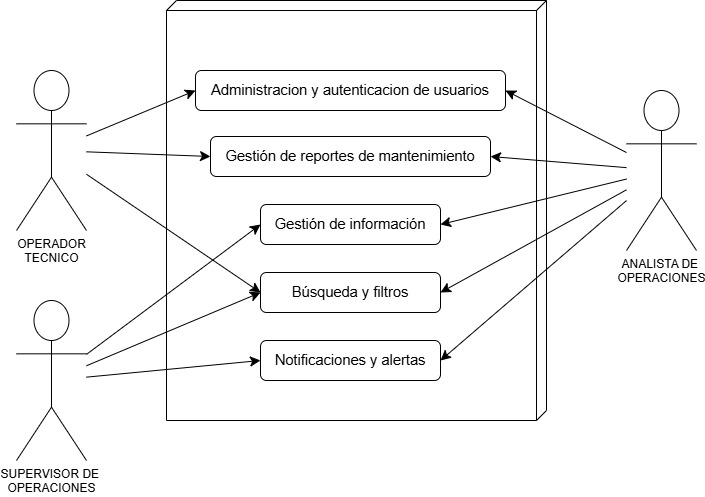 Administracion y autenticacion de usuarios
Gestión de reportes de mantenimiento
Gestión de información
Búsqueda y filtros
Notificaciones y alertas
OPERADOR
TECNICO
SUPERVISOR DE
OPERACIONES
ANALISTA DE
OPERACIONES